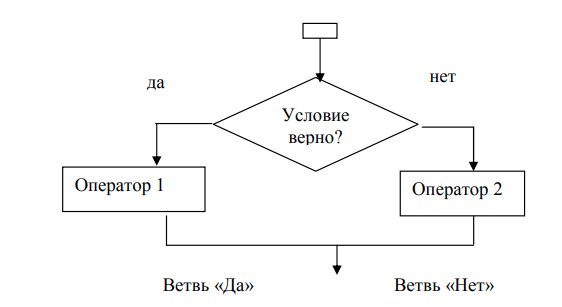 да
нет
Условие
верно?
Оператор 1
Оператор 2
Ветвь «Да»
Ветвь «Нет»